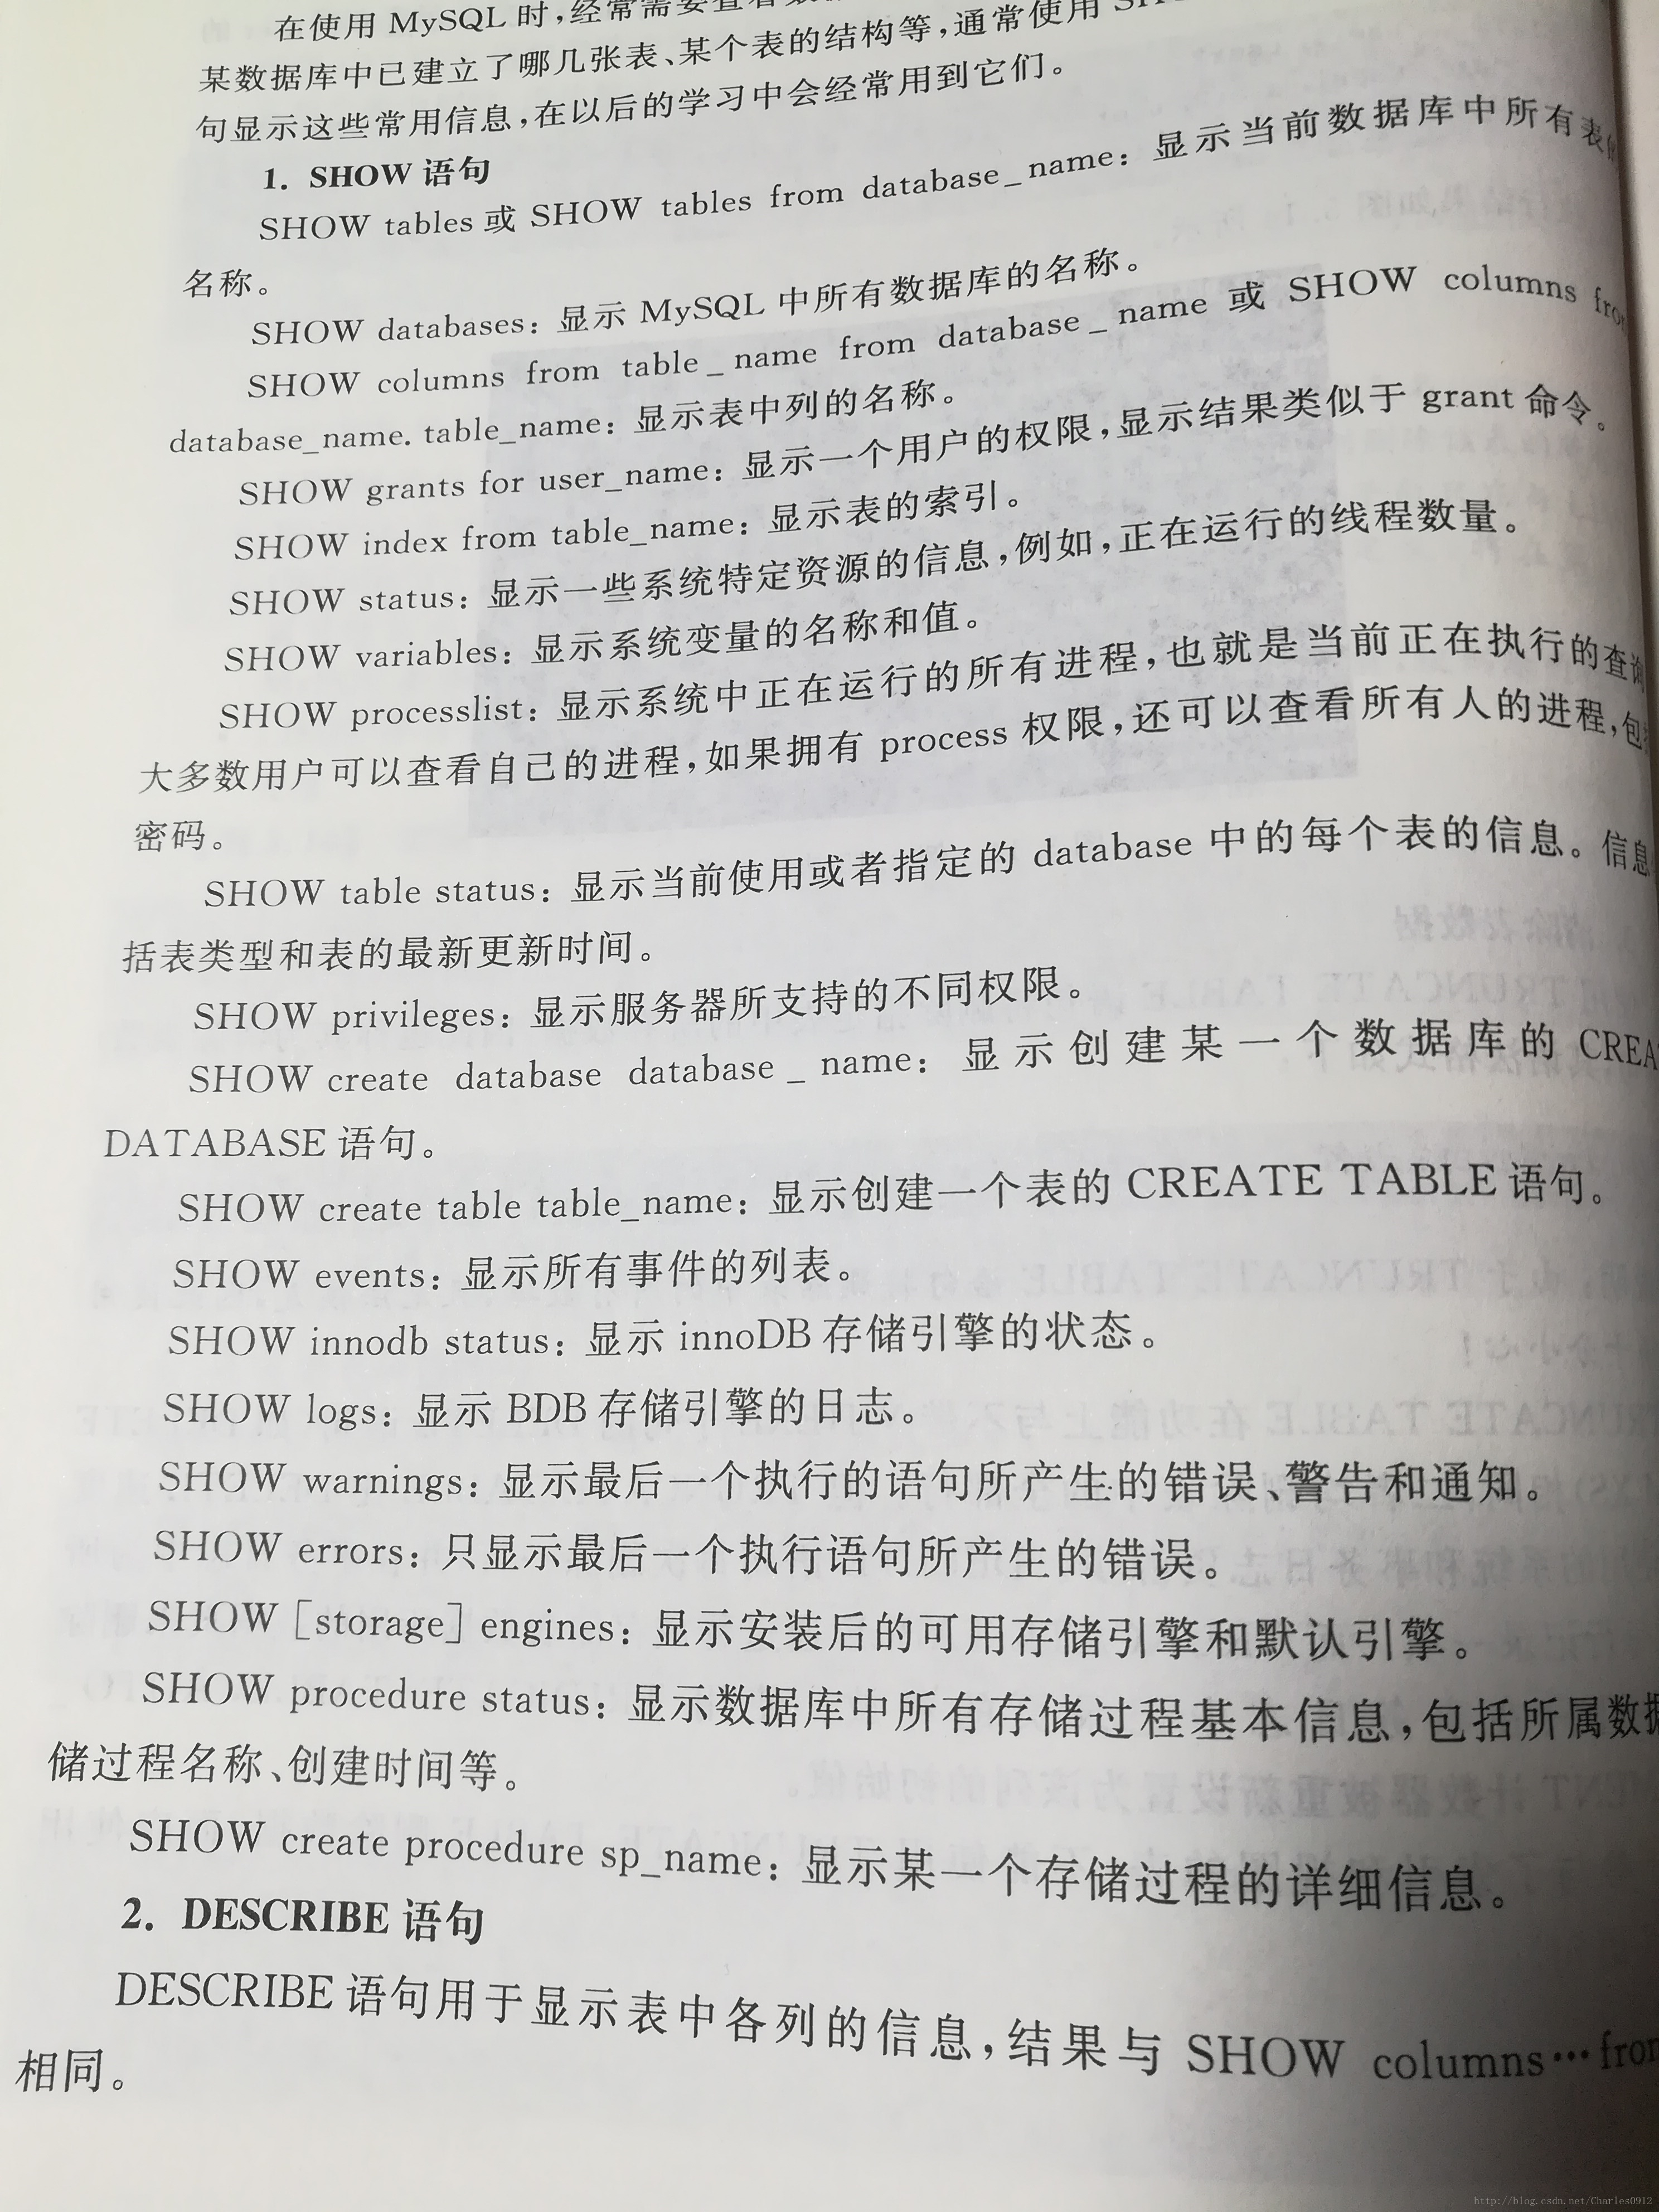 在使用 MySQL 时,经常需要查看数
某数据库中已建立了哪几张表、某个表的结构等,通常使用
句显示这些常用信息,在以后的学习中会经常用到它们。
1. SHOW 语句
SHOW tables 或 SHOW tables from database_name: 显示当前数据库中所有表的
名称。
SHOW databases: 显示 MySQL 中所有数据库的名称。
SHOW columns from table_name from database_name 或 SHOW columns from
database_name. table_name: 显示表中列的名称。
SHOW grants for user_name: 显示一个用户的权限,显示结果类似于 grant 命令。
SHOW index from table_name: 显示表的索引。
SHOW status: 显示一些系统特定资源的信息,例如,正在运行的线程数量。
SHOW variables: 显示系统变量的名称和值。
SHOW processlist: 显示系统中正在运行的所有进程,也就是当前正在执行的查询
大多数用户可以查看自己的进程,如果拥有 process 权限,还可以查看所有人的进程,包
密码。
SHOW table status: 显示当前使用或者指定的 database 中的每个表的信息。信息
括表类型和表的最新更新时间。
SHOW privileges: 显示服务器所支持的不同权限。
SHOW create database database_name: 显示创建某一个数据库的 CREA
DATABASE 语句。
SHOW create table table_name: 显示创建一个表的 CREATE TABLE 语句。
SHOW events: 显示所有事件的列表。
SHOW innodb status: 显示 innoDB 存储引擎的状态。
SHOW logs: 显示 BDB 存储引擎的日志。
SHOW warnings: 显示最后一个执行的语句所产生的错误、警告和通知。
SHOW errors: 只显示最后一个执行语句所产生的错误。
SHOW [storage] engines: 显示安装后的可用存储引擎和默认引擎。
SHOW procedure status: 显示数据库中所有存储过程基本信息,包括所属数据
储过程名称、创建时间等。
SHOW create procedure sp_name: 显示某一个存储过程的详细信息。
2. DESCRIBE 语句
DESCRIBE 语句用于显示表中各列的信息,结果与 SHOW columns…from
相同。
http://blog.csdn.net/Charles0912